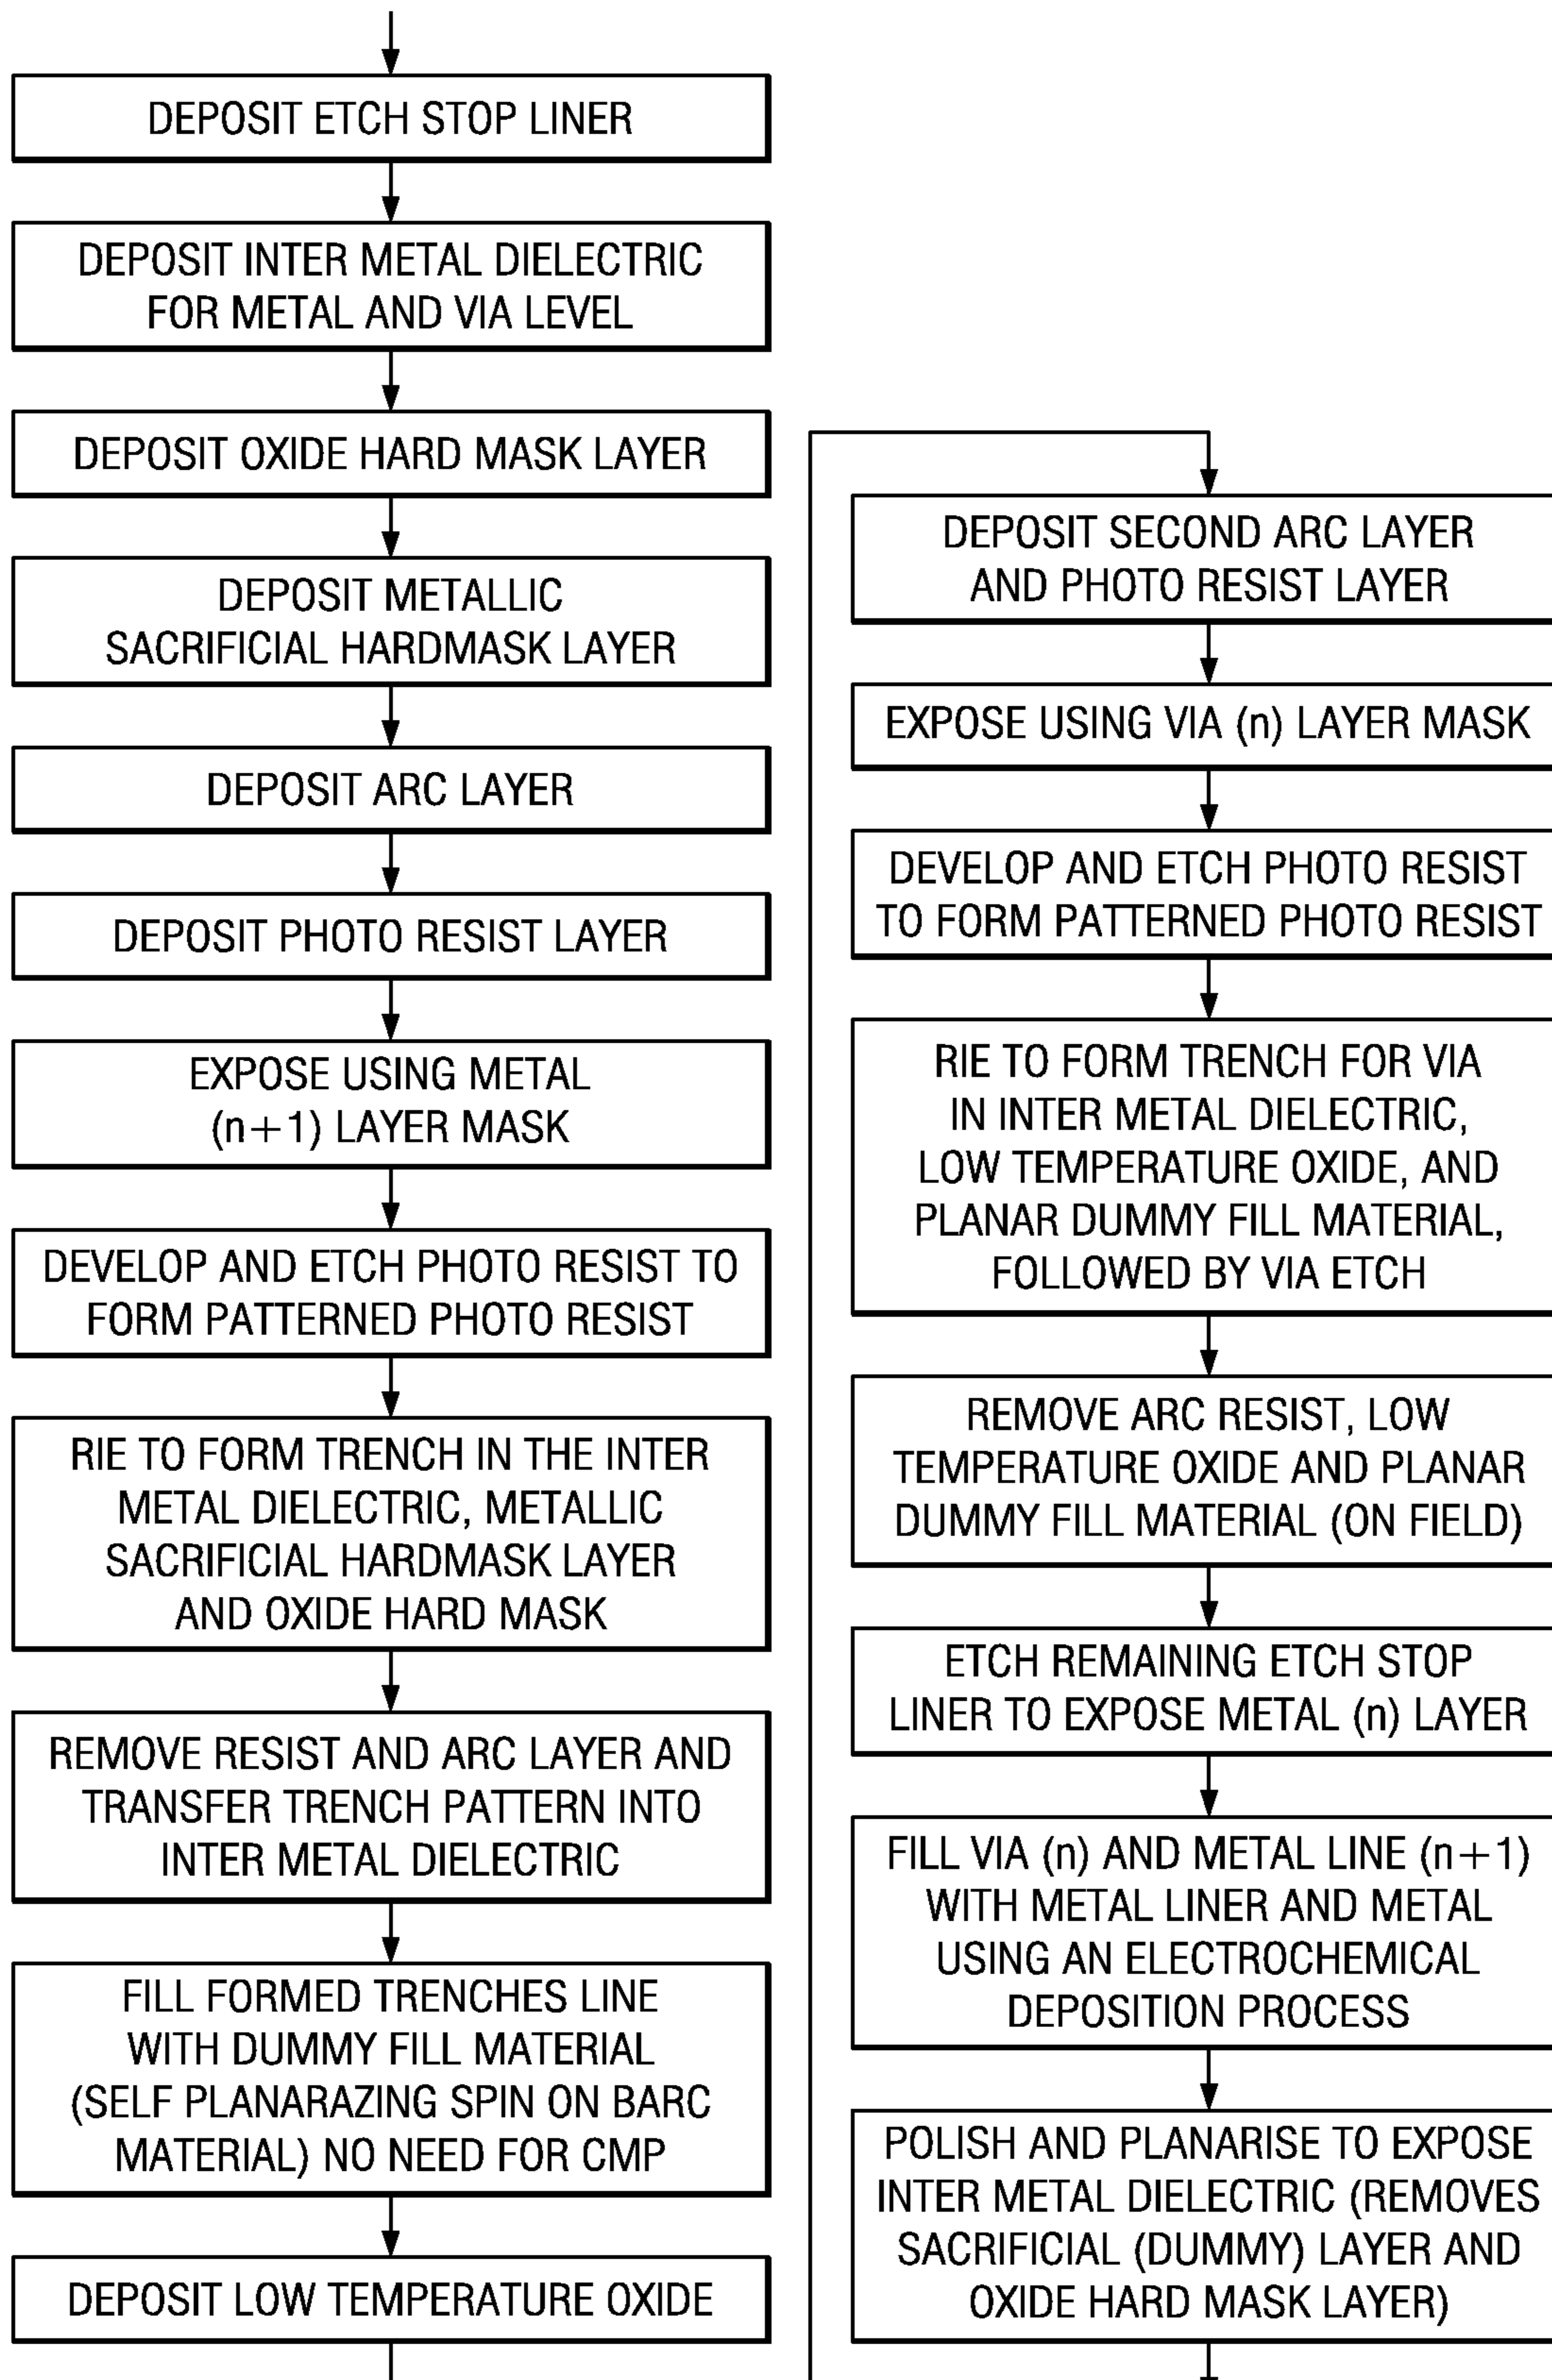 DEPOSIT ETCH STOP LINER
DEPOSIT INTER METAL DIELECTRIC
FOR METAL AND VIA LEVEL
DEPOSIT OXIDE HARD MASK LAYER
DEPOSIT METALLIC
SACRIFICIAL HARDMASK LAYER
DEPOSIT ARC LAYER
DEPOSIT PHOTO RESIST LAYER
EXPOSE USING METAL
(n+1) LAYER MASK
DEVELOP AND ETCH PHOTO RESIST TO
FORM PATTERNED PHOTO RESIST
RIE TO FORM TRENCH IN THE INTER
METAL DIELECTRIC, METALLIC
SACRIFICIAL HARDMASK LAYER
AND OXIDE HARD MASK
REMOVE RESIST AND ARC LAYER AND
TRANSFER TRENCH PATTERN INTO
INTER METAL DIELECTRIC
FILL FORMED TRENCHES LINE
WITH DUMMY FILL MATERIAL
(SELF PLANARAZING SPIN ON BARC
MATERIAL) NO NEED FOR CMP
DEPOSIT LOW TEMPERATURE OXIDE
DEPOSIT SECOND ARC LAYER
AND PHOTO RESIST LAYER
EXPOSE USING VIA (n) LAYER MASK
DEVELOP AND ETCH PHOTO RESIST
TO FORM PATTERNED PHOTO RESIST
RIE TO FORM TRENCH FOR VIA
IN INTER METAL DIELECTRIC,
LOW TEMPERATURE OXIDE, AND
PLANAR DUMMY FILL MATERIAL,
FOLLOWED BY VIA ETCH
REMOVE ARC RESIST, LOW
TEMPERATURE OXIDE AND PLANAR
DUMMY FILL MATERIAL (ON FIELD)
ETCH REMAINING ETCH STOP
LINER TO EXPOSE METAL (n) LAYER
FILL VIA (n) AND METAL LINE (n+1)
WITH METAL LINER AND METAL
USING AN ELECTROCHEMICAL
DEPOSITION PROCESS
POLISH AND PLANARISE TO EXPOSE
INTER METAL DIELECTRIC (REMOVES
SACRIFICIAL (DUMMY) LAYER AND
OXIDE HARD MASK LAYER)